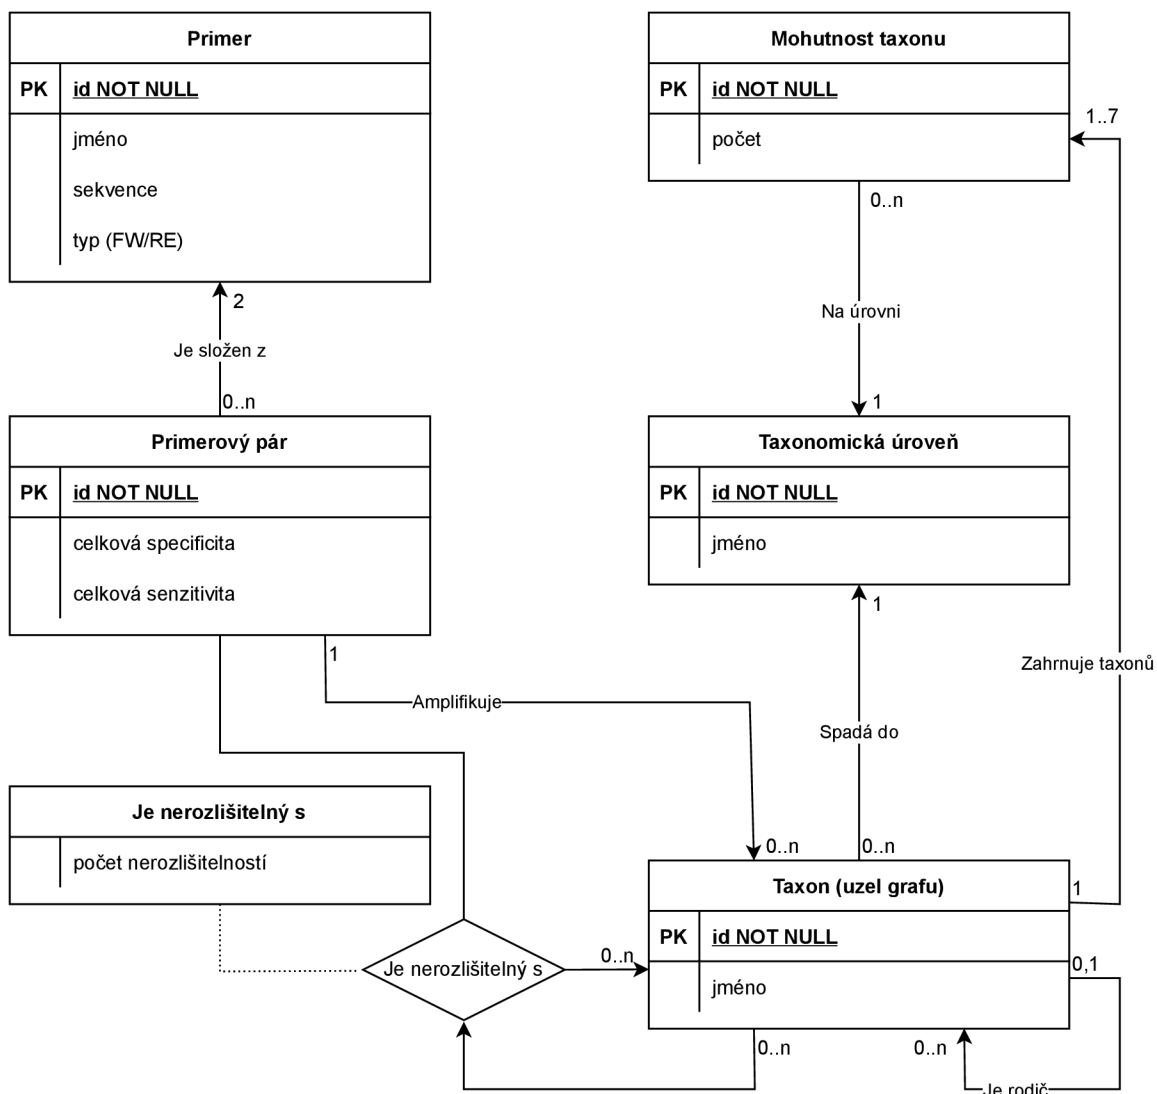 Primer
PK id NOT NULL
jméno
sekvence
typ (FW/RE)
2
Je složen z
0..n
Primerový pár
PK id NOT NULL
celková specificita
celková senzitivita
1
Amplifikuje
Je nerozlišitelný s
počet nerozlišitelností
Je nerozlišitelný s
0..n
Mohutnost taxonu
PK id NOT NULL
počet
1..7
0..n
Na úrovni
1
Taxonomická úroveň
PK id NOT NULL
jméno
1
Zahrnuje taxonů
Spadá do
0..n
0..n
Taxon (uzel grafu)
1
PK id NOT NULL
0,1
jméno
0..n
0..n
Je rodič